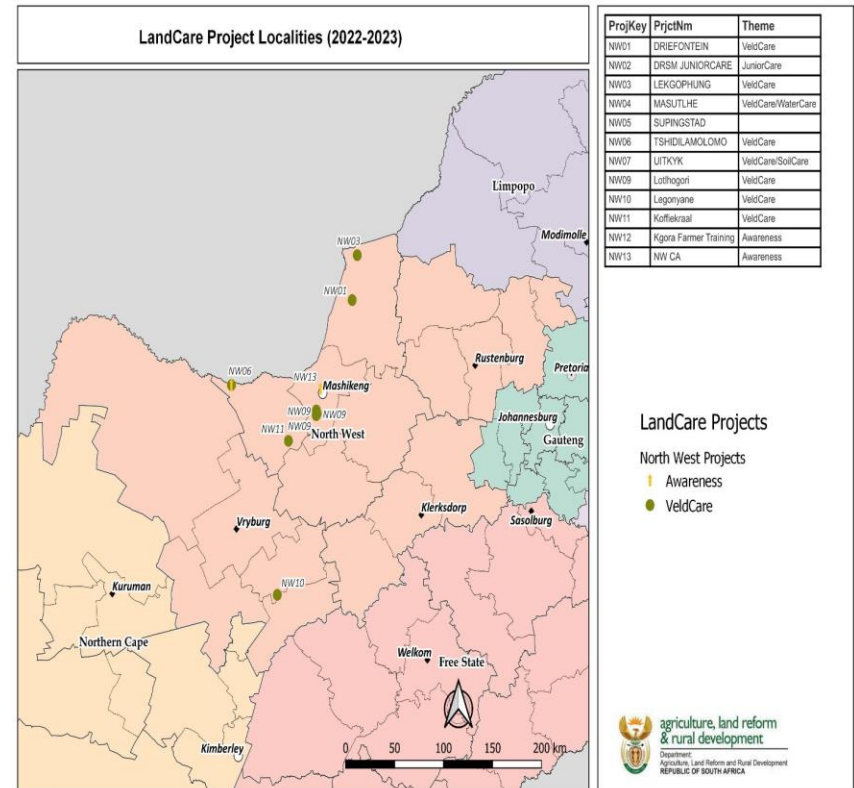 LandCare Project Localities (2022-2023)
Limpopo
Modimolle
NW03
NW01
Rustenburg
NW06
NW13
Mashikeng
Pretoria
NW09
NW09
Johannesburg
NW11
NW09
North West
Gauteng
Klerksdorp
Sasolburg
Vryburg
Kuruman
NW10
Northern Cape
Welkom
Free State
Kimberley
0 50 100 150 200 km
ProjKey PrjctNm Theme
NW01 DRIEFONTEIN VeldCare
NW02 DRSM JUNIORCARE JuniorCare
NW03 LEKGOPHUNG VeldCare
NW04 MASUTLHE VeldCare/WaterCare
NW05 SUPINGSTAD
NW06 TSHIDILAMOLOMO VeldCare
NW07 UITKYK VeldCare/SoilCare
NW09 Lothogori VeldCare
NW10 Legonyane VeldCare
NW11 Koffiekraal VeldCare
NW12 Kgora Farmer Training Awareness
NW13 NW CA Awareness
LandCare Projects
North West Projects
Awareness
VeldCare
agriculture, land reform
& rural development
Department:
Agriculture, Land Reform and Rural Development
REPUBLIC OF SOUTH AFRICA